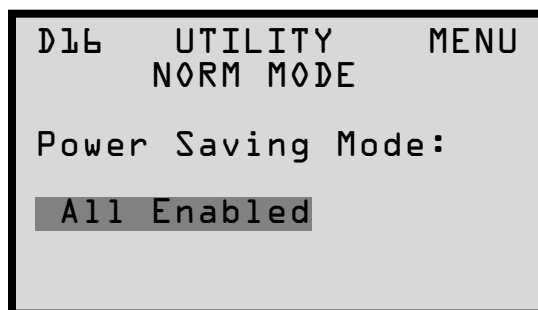 D16 UTILITY MENU
NORM MODE
Power Saving Mode:
All Enabled